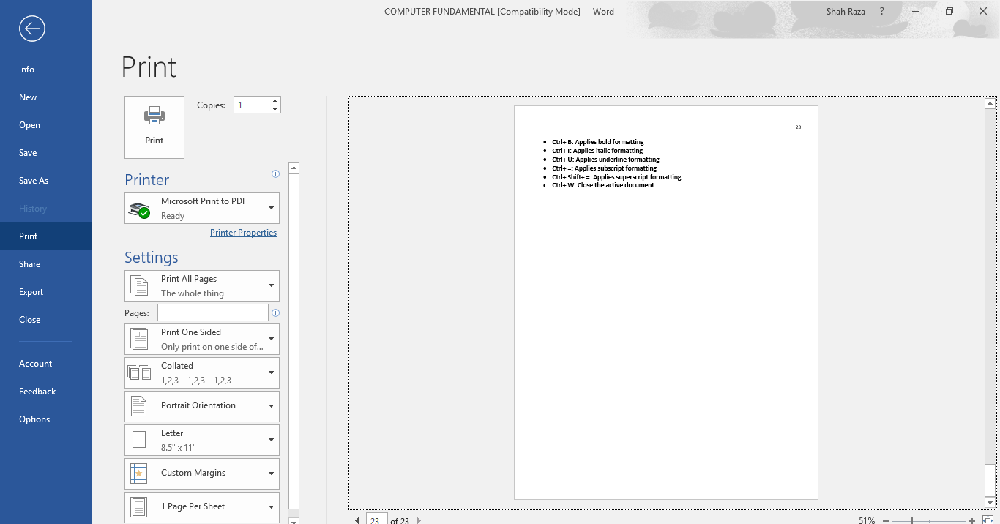 COMPUTER FUNDAMENTAL [Compatibility Mode] - Word
Shah Raza
?
Info
New
Open
Save
Save As
History
Print
Share
Export
Close
Account
Feedback
Options
Print
Print
Copies: 1
Printer
Microsoft Print to PDF
Ready
Printer Properties
Settings
Print All Pages
The whole thing
Pages:
Print One Sided
Only print on one side of...
Collated
1,2,3 1,2,3 1,2,3
Portrait Orientation
Letter
8.5" x 11"
Custom Margins
1 Page Per Sheet
23
• Ctrl+ B: Applies bold formatting
• Ctrl+ I: Applies italic formatting
• Ctrl+ U: Applies underline formatting
• Ctrl+ =: Applies subscript formatting
• Ctrl+ Shift+ =: Applies superscript formatting
• Ctrl+ W: Close the active document
23 of 23
51%